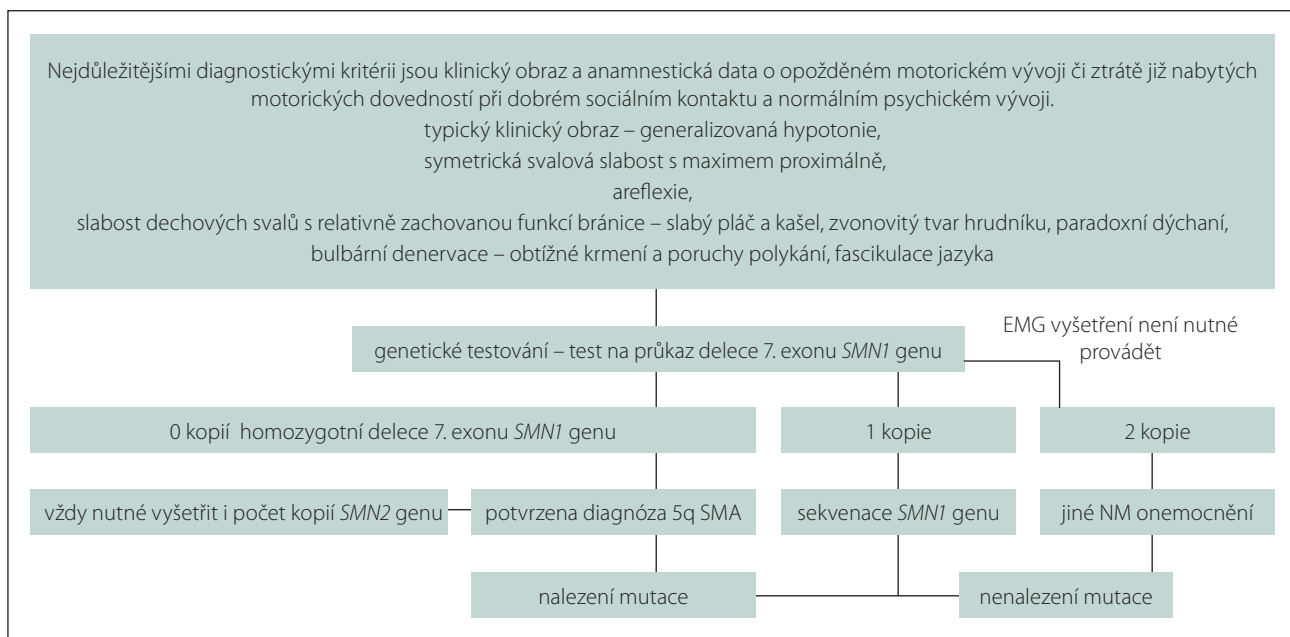 Nejdůležitějšími diagnostickými kritérii jsou klinický obraz a anamnestická data o opožděném motorickém vývoji či ztrátě již nabytých
motorických dovedností při dobrém sociálním kontaktu a normálním psychickém vývoji.
typický klinický obraz – generalizovaná hypotonie,
symetrická svalová slabost s maximem proximálně,
areflexie,
slabost dechových svalů s relativně zachovanou funkcí bránice – slabý pláč a kašel, zvonovitý tvar hrudníku, paradoxní dýchaní,
bulbární denervace – obtížné krmení a poruchy polykání, fascikulace jazyka
EMG vyšetření není nutné
provádět
genetické testování – test na průkaz delece 7. exonu SMN1 genu
0 kopií homozygotní delece 7. exonu SMN1 genu
1 kopie
2 kopie
vždy nutné vyšetřit i počet kopií SMN2 genu
potvrzena diagnóza 5q SMA
sekvenace SMN1 genu
jiné NM onemocnění
nalezení mutace
nenalezení mutace